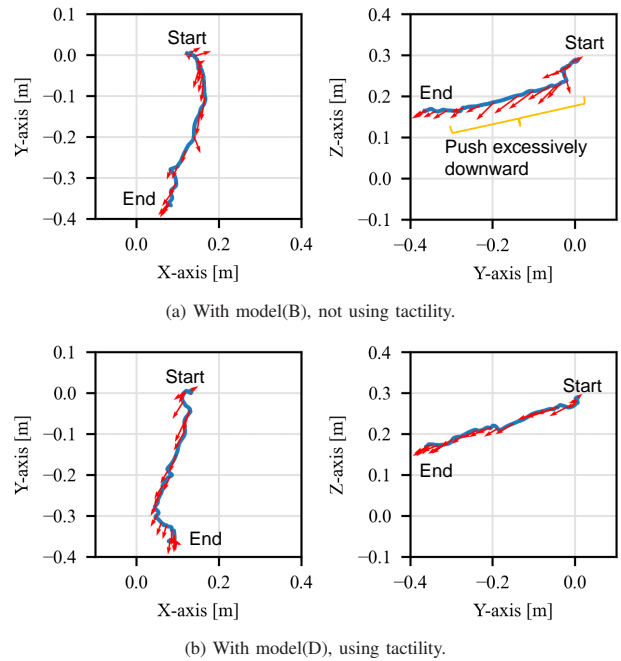 0.1
0.0
−0.1
−0.2
−0.3
−0.4
Y-axis [m]
Start
End
0.0
0.2
0.4
X-axis [m]
0.4
0.3
0.2
0.1
0.0
−0.1
Z-axis [m]
Start
End
Push excessively
downward
−0.4
−0.2
0.0
Y-axis [m]
(a) With model(B), not using tactility.
0.1
0.0
−0.1
−0.2
−0.3
−0.4
Y-axis [m]
Start
End
0.0
0.2
0.4
X-axis [m]
0.4
0.3
0.2
0.1
0.0
−0.1
Z-axis [m]
Start
End
−0.4
−0.2
0.0
Y-axis [m]
(b) With model(D), using tactility.